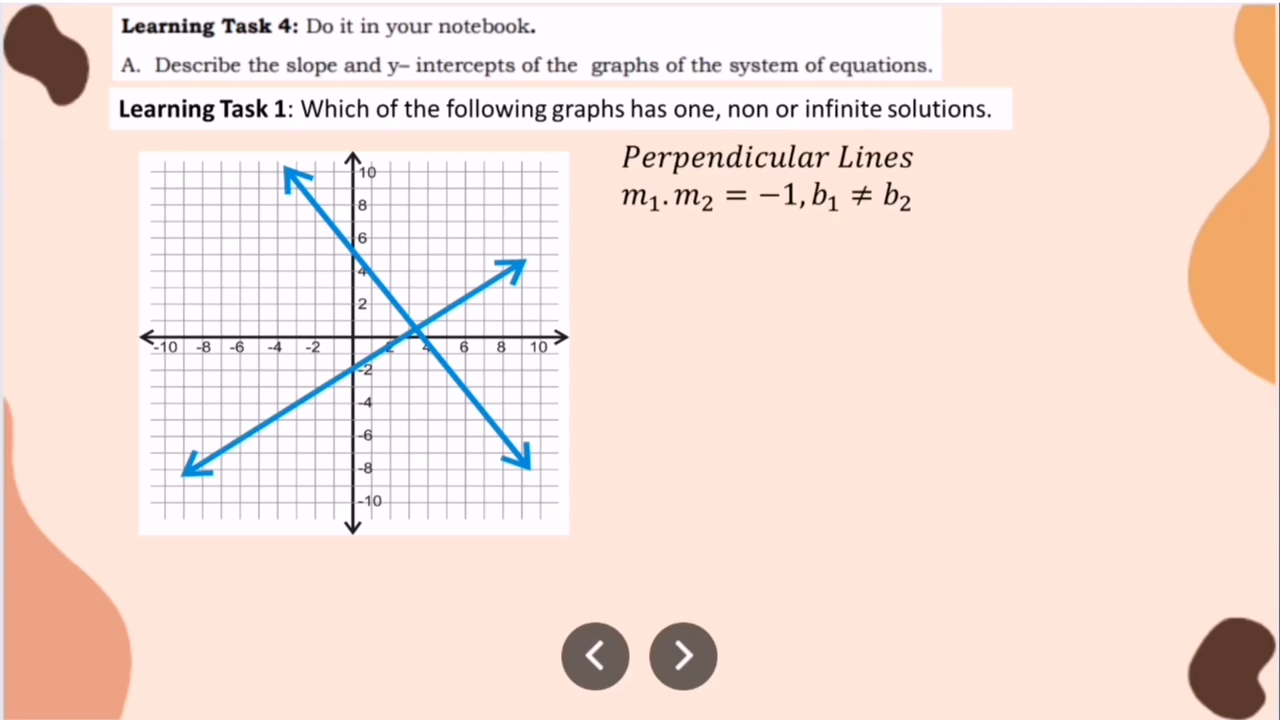 Learning Task 4: Do it in your notebook.
A. Describe the slope and y– intercepts of the graphs of the system of equations.
Learning Task 1: Which of the following graphs has one, non or infinite solutions.
Perpendicular Lines
m₁.m₂ = −1, b₁ ≠ b₂
10
8
6
4
2
-10 -8 -6 -4 -2 2 4 6 8 10
-2
-4
-6
-8
-10